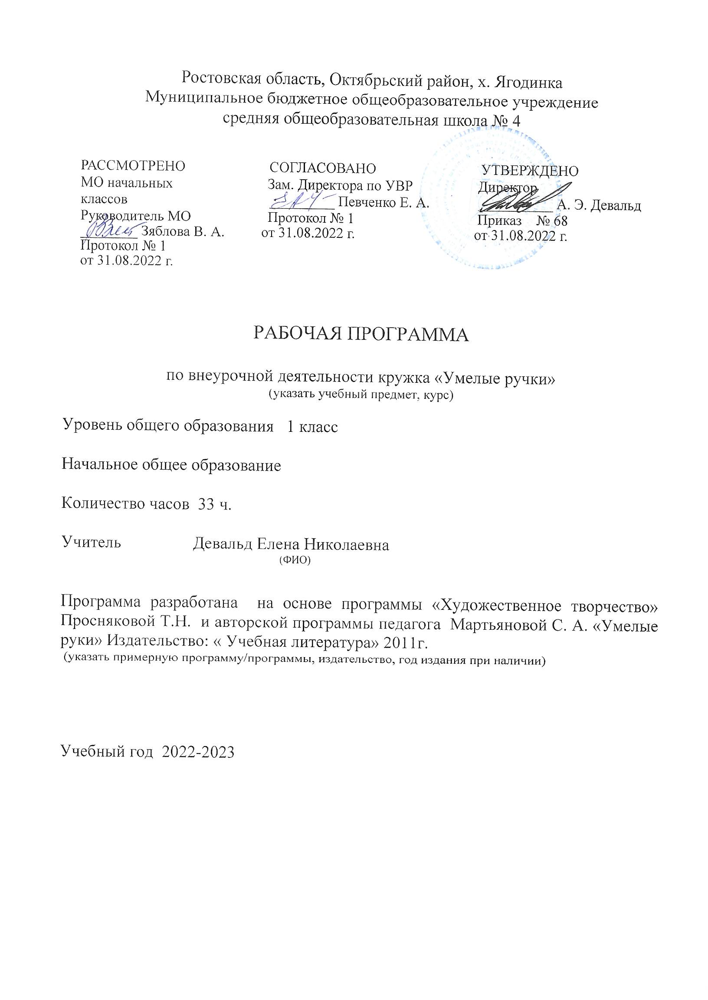 Ростовская область, Октябрьский район, х. Ягодинка
Муниципальное бюджетное общеобразовательное учреждение
средняя общеобразовательная школа № 4
РАССМОТРЕНО
МО начальных
классов
Руководитель МО
_________ Зяблова В. А.
Протокол № 1
от 31.08.2022 г.
СОГЛАСОВАНО
Зам. Директора по УВР
_________ Певченко Е. А.
Протокол № 1
от 31.08.2022 г.
УТВЕРЖДЕНО
Директор
__________ А. Э. Девальд
Приказ № 68
от 31.08.2022 г.
РАБОЧАЯ ПРОГРАММА
по внеурочной деятельности кружка «Умелые ручки»
(указать учебный предмет, курс)
Уровень общего образования 1 класс
Начальное общее образование
Количество часов 33 ч.
Учитель Девальд Елена Николаевна
(ФИО)
Программа разработана на основе программы «Художественное творчество»
Просняковой Т.Н. и авторской программы педагога Мартьяновой С. А. «Умелые
руки» Издательство: « Учебная литература» 2011г.
(указать примерную программу/программы, издательство, год издания при наличии)
Учебный год 2022-2023